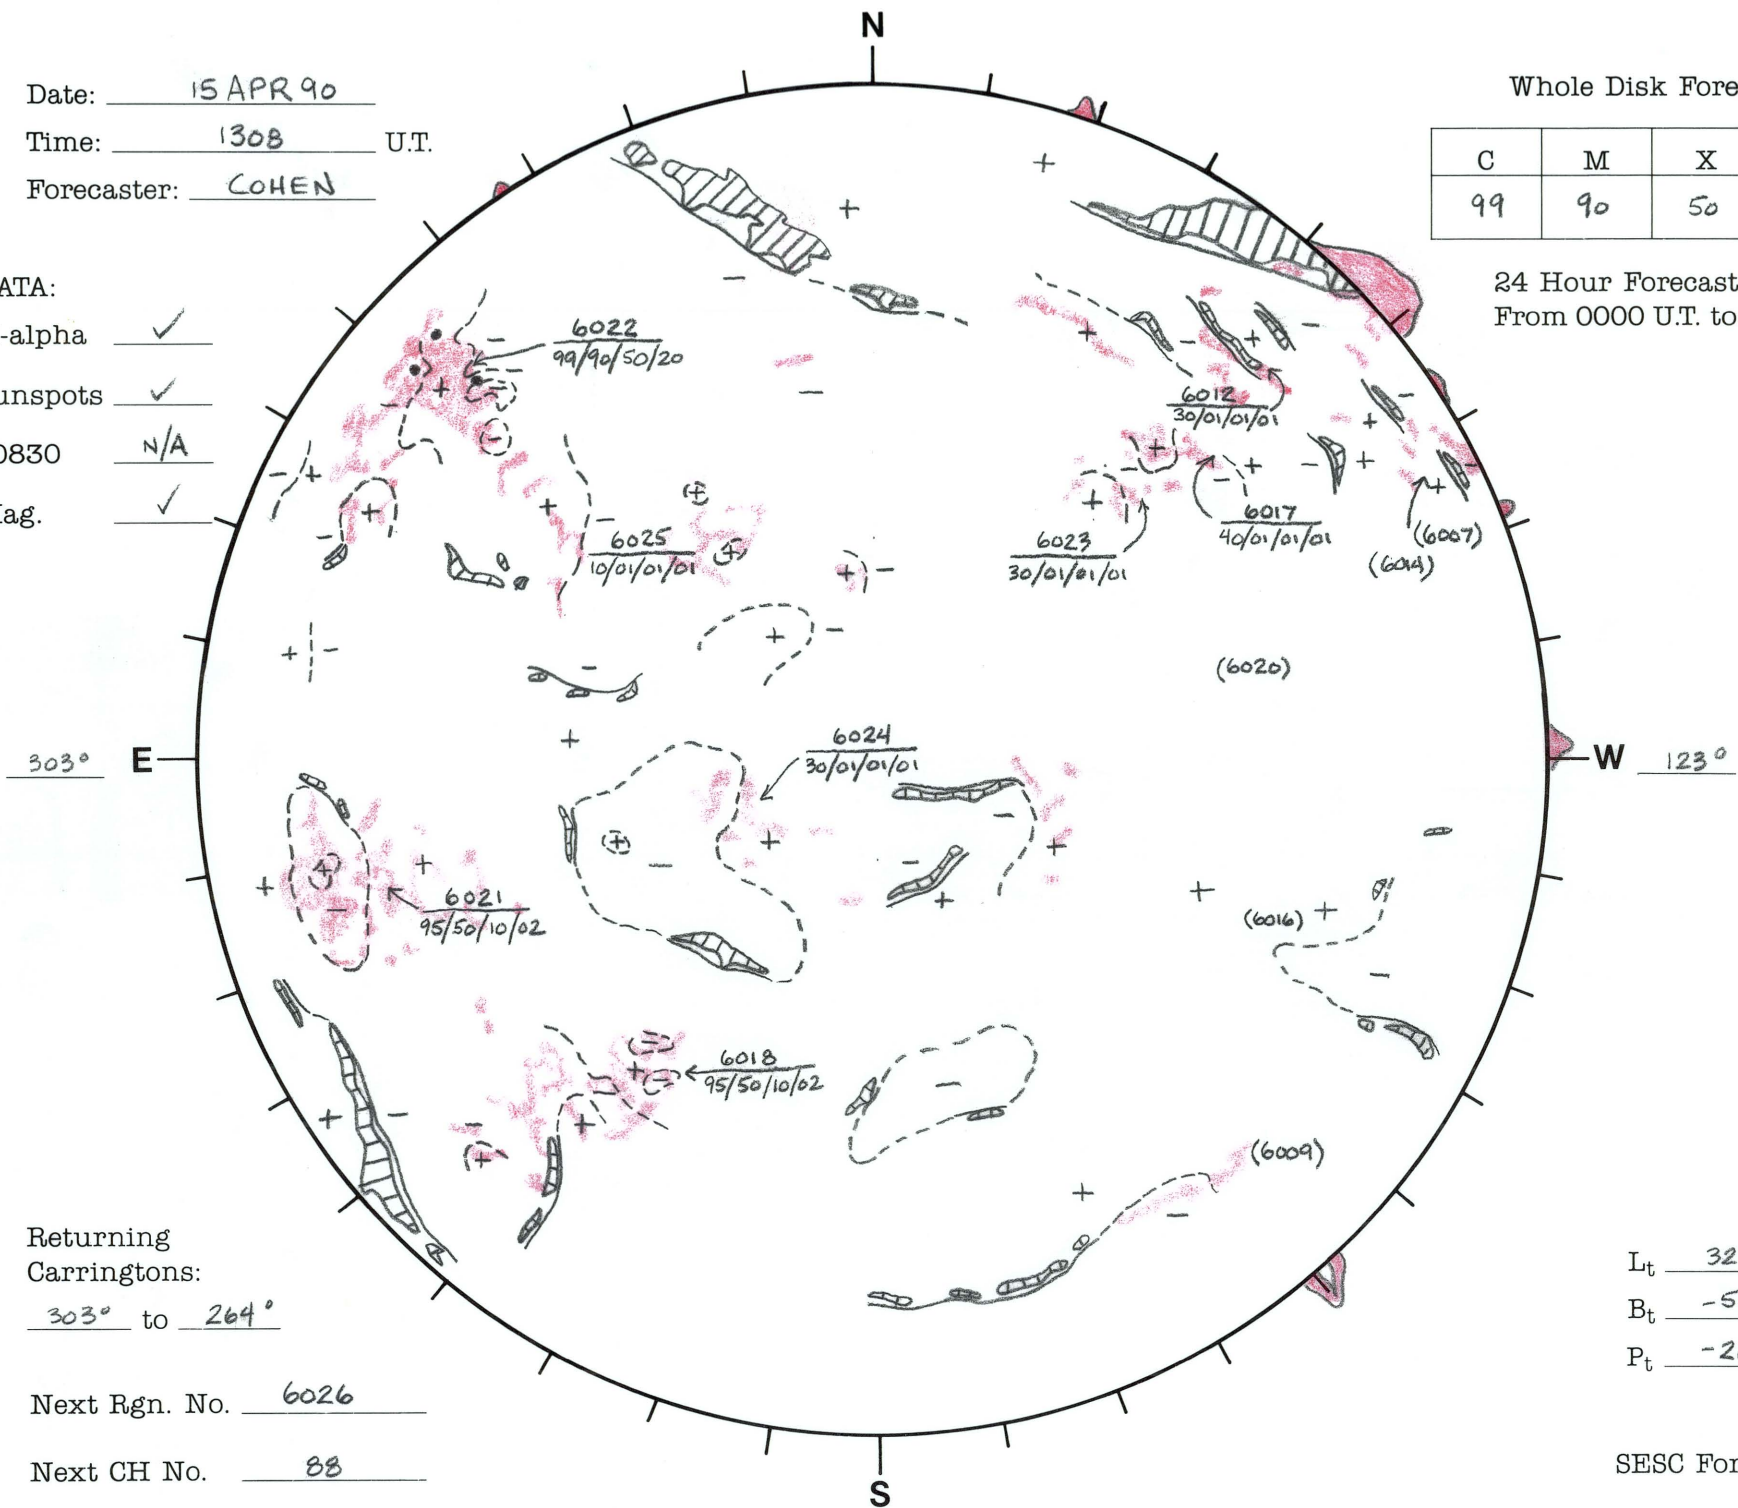 N
Date: 15 APR 90
Time: 1308 U.T.
Forecaster: COHEN
Whole Disk Fore
C M X
99 90 50
24 Hour Forecast
From 0000 U.T. to
ATA:
-alpha ✓
unspots ✓
0830 N/A
Mag. ✓
6022
99/90/50/20
6012
30/01/01/01
6017
40/01/01/01
6023
30/01/01/01
(6007)
(6014)
6025
10/01/01/01
(6020)
303° E
W 123°
6024
30/01/01/01
6021
95/50/10/02
(6016)
6018
95/50/10/02
(6009)
Returning
Carringtons:
303° to 264°
Next Rgn. No. 6026
Next CH No. 88
Lt 32
Bt -5
Pt -2
SESC For
S